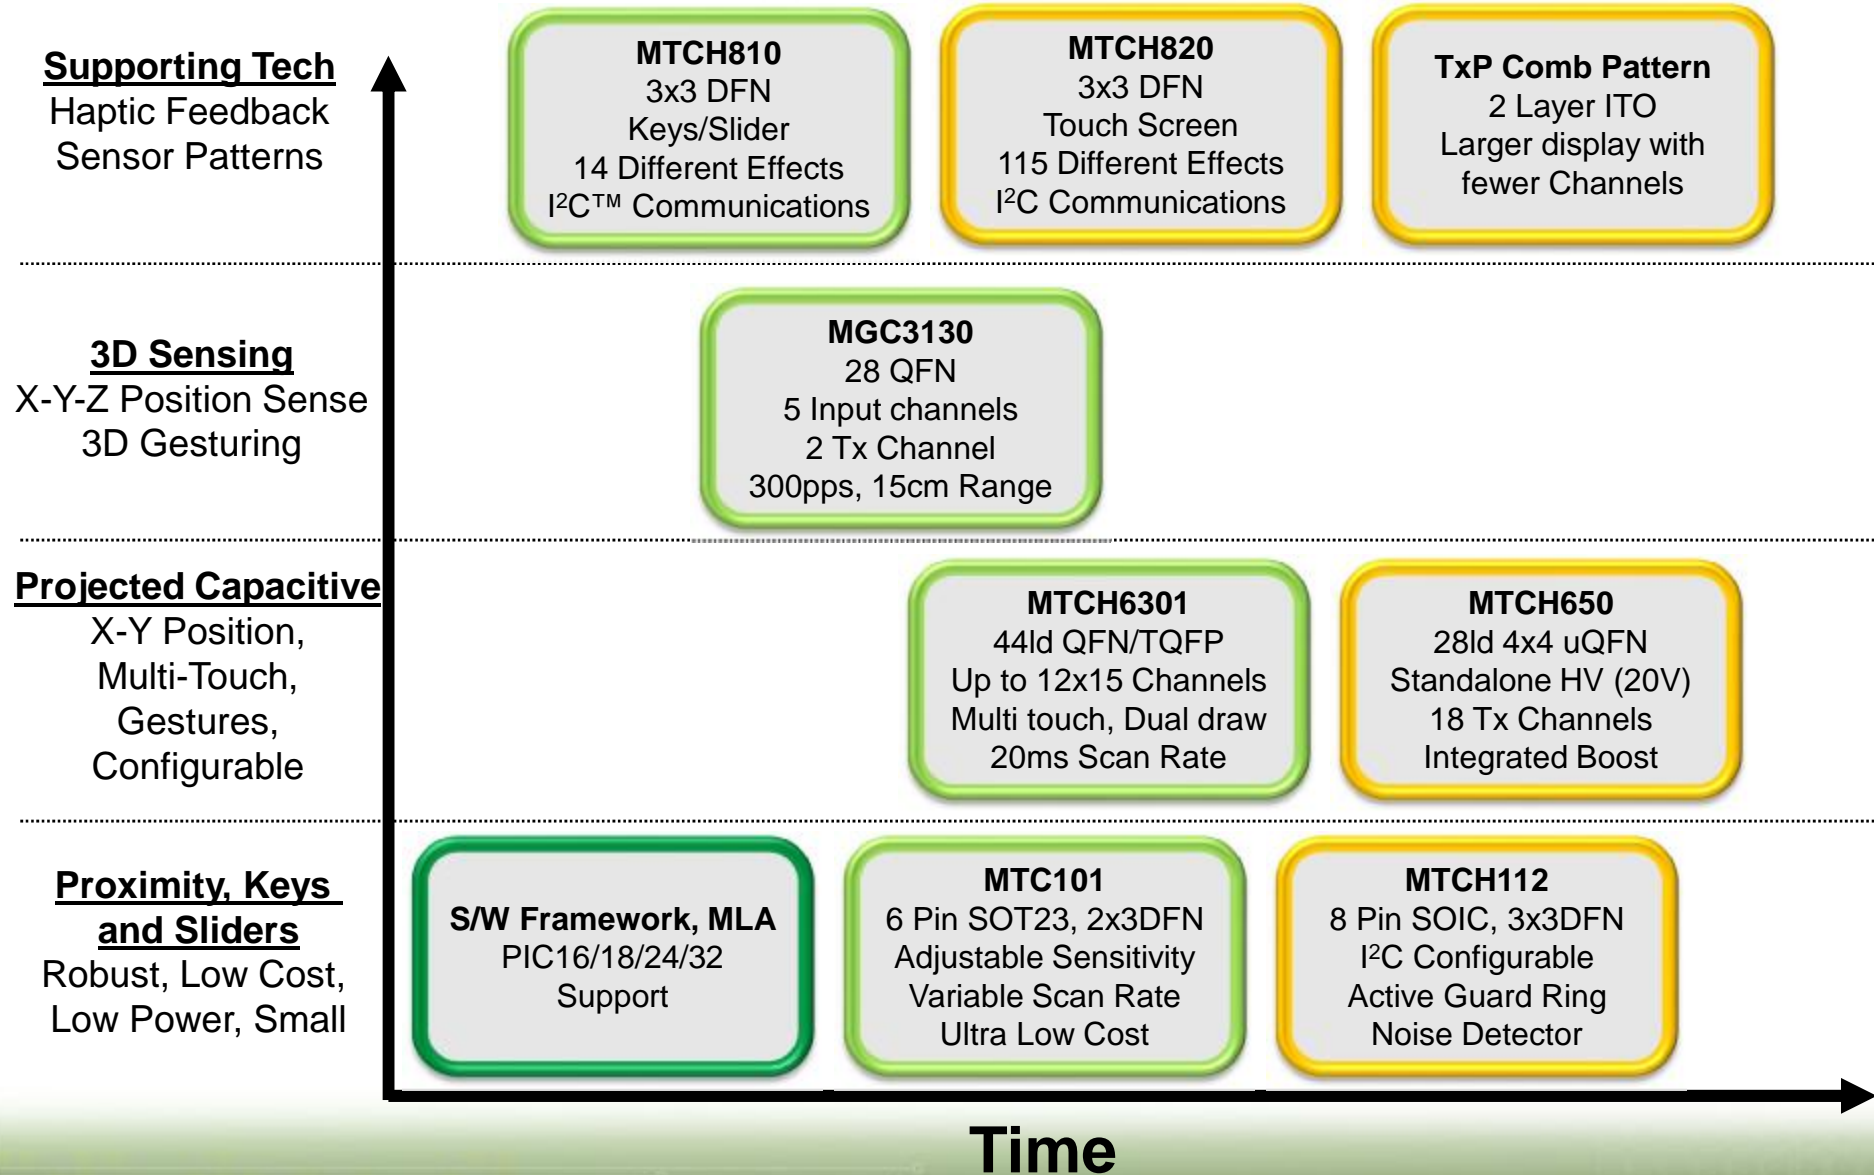 Supporting Tech
Haptic Feedback
Sensor Patterns
MTCH810
3x3 DFN
Keys/Slider
14 Different Effects
I²C™ Communications
MTCH820
3x3 DFN
Touch Screen
115 Different Effects
I²C Communications
TxP Comb Pattern
2 Layer ITO
Larger display with
fewer Channels
3D Sensing
X-Y-Z Position Sense
3D Gesturing
MGC3130
28 QFN
5 Input channels
2 Tx Channel
300pps, 15cm Range
Projected Capacitive
X-Y Position,
Multi-Touch,
Gestures,
Configurable
MTCH6301
44ld QFN/TQFP
Up to 12x15 Channels
Multi touch, Dual draw
20ms Scan Rate
MTCH650
28ld 4x4 uQFN
Standalone HV (20V)
18 Tx Channels
Integrated Boost
Proximity, Keys
and Sliders
Robust, Low Cost,
Low Power, Small
S/W Framework, MLA
PIC16/18/24/32
Support
MTC101
6 Pin SOT23, 2x3DFN
Adjustable Sensitivity
Variable Scan Rate
Ultra Low Cost
MTCH112
8 Pin SOIC, 3x3DFN
I²C Configurable
Active Guard Ring
Noise Detector
Time